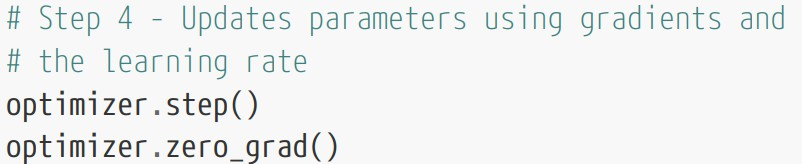 # Step 4 - Updates parameters using gradients and
# the learning rate
optimizer.step()
optimizer.zero_grad()